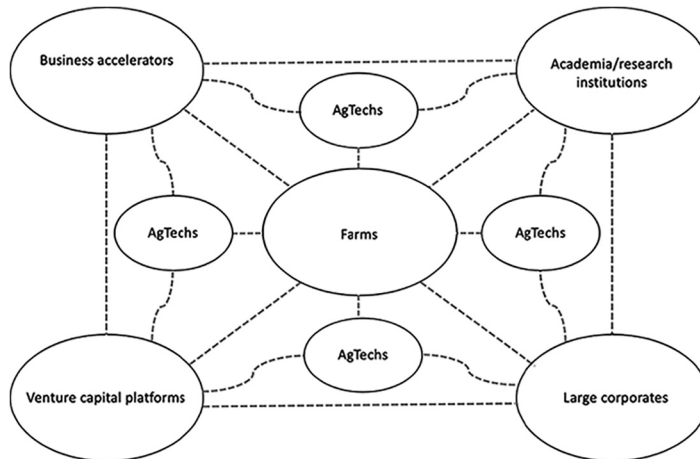 Business accelerators
Academia/research
institutions
AgTechs
AgTechs
Farms
AgTechs
AgTechs
Venture capital platforms
Large corporates